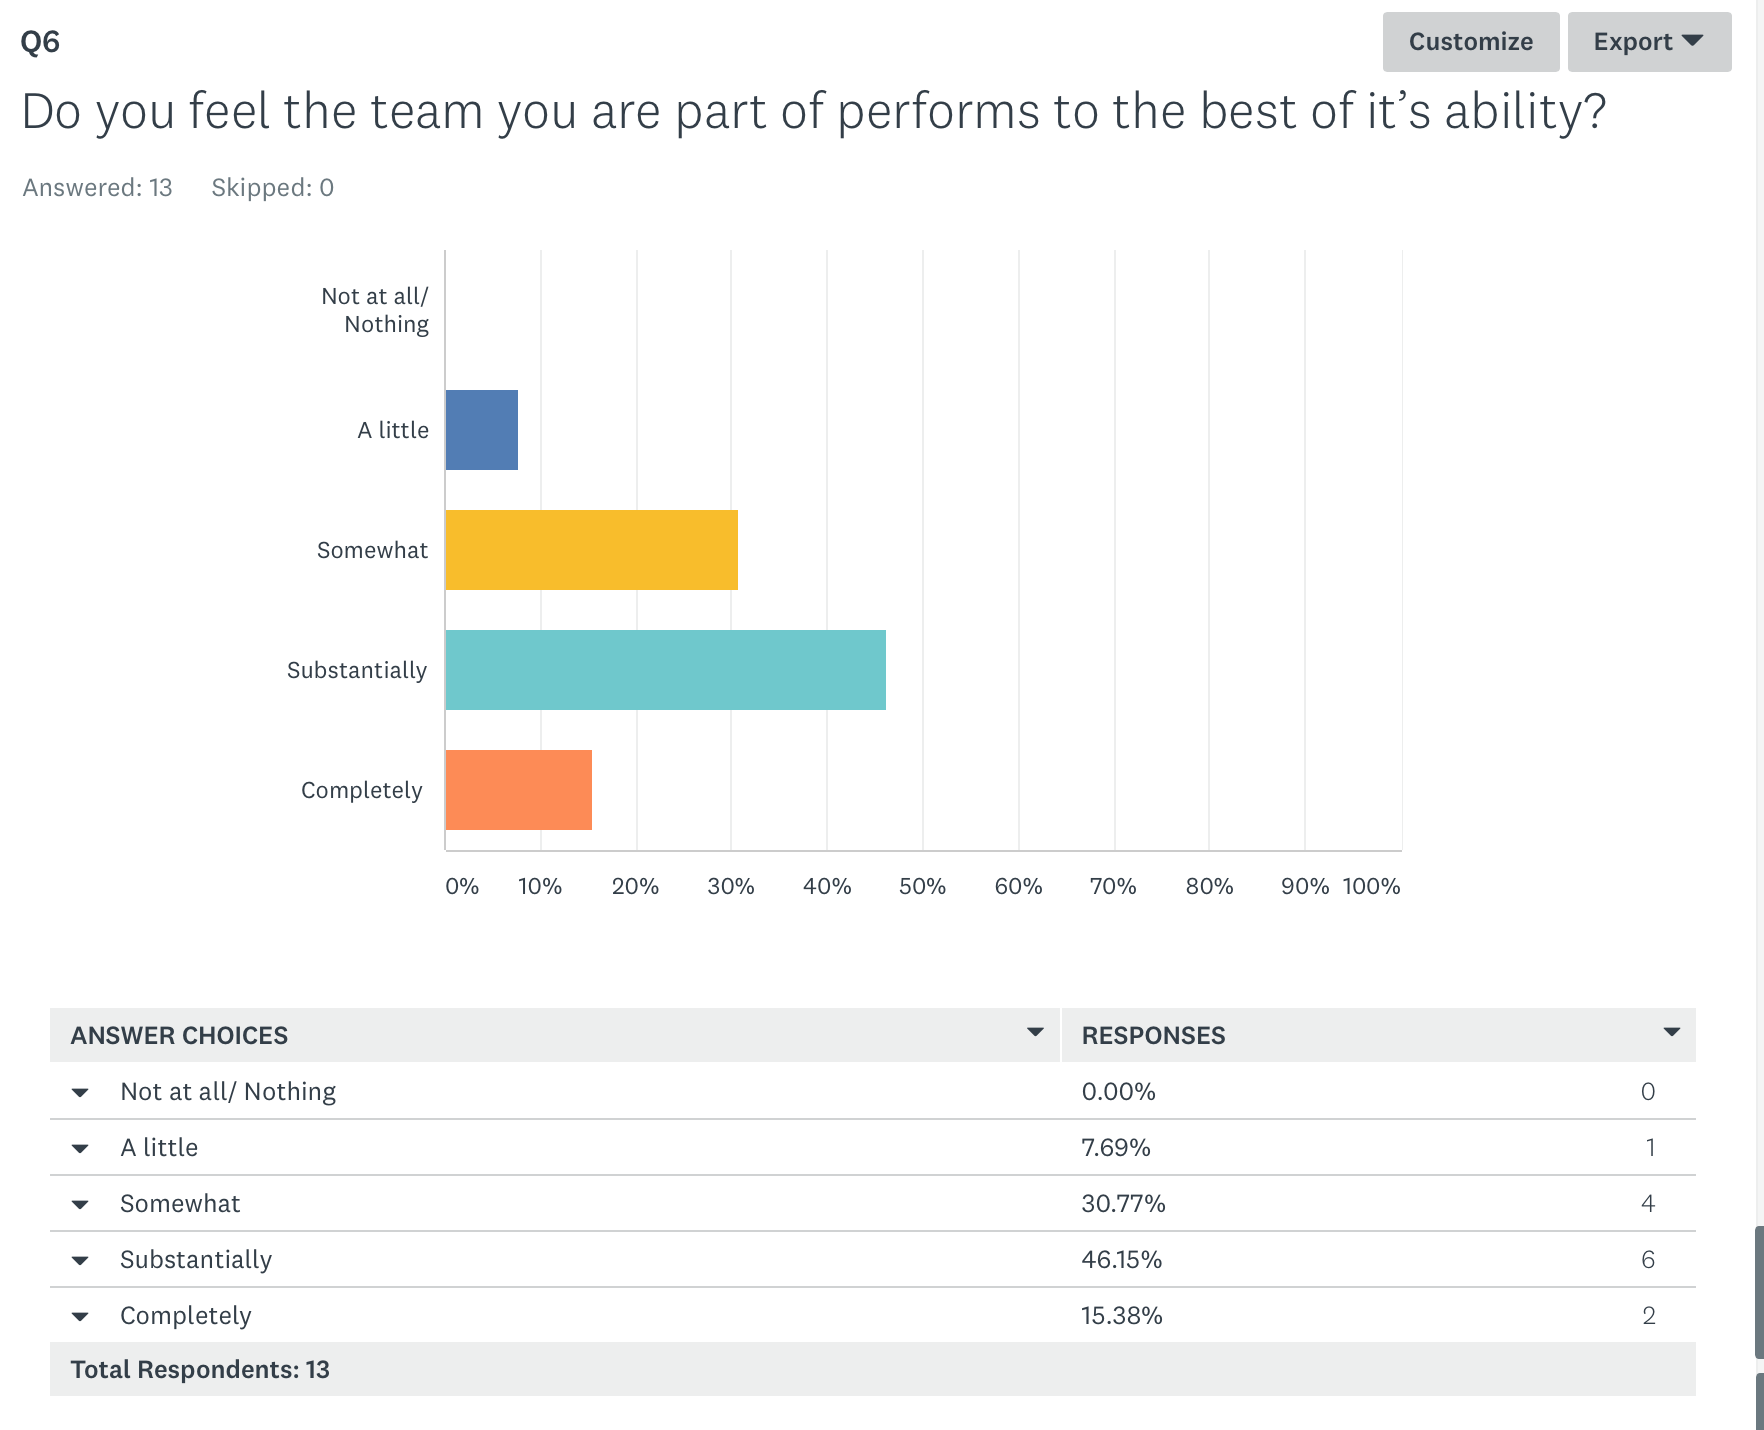 Q6
Customize
Export
Do you feel the team you are part of performs to the best of it’s ability?
Answered: 13 Skipped: 0
Not at all/
Nothing
A little
Somewhat
Substantially
Completely
0% 10% 20% 30% 40% 50% 60% 70% 80% 90% 100%
ANSWER CHOICES RESPONSES
Not at all/ Nothing 0.00% 0
A little 7.69% 1
Somewhat 30.77% 4
Substantially 46.15% 6
Completely 15.38% 2
Total Respondents: 13